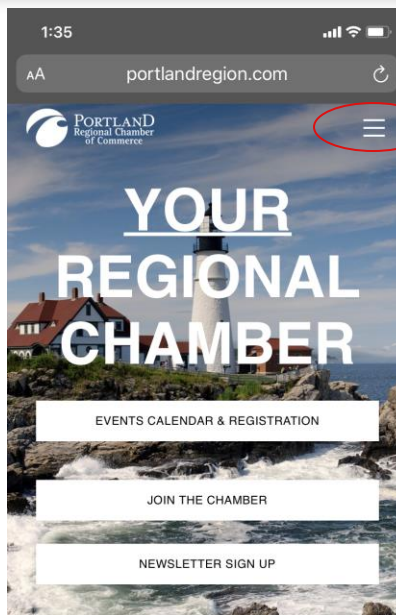 1:35
AA portlandregion.com
PORTLAND
Regional Chamber
of Commerce
YOUR
REGIONAL
CHAMBER
EVENTS CALENDAR & REGISTRATION
JOIN THE CHAMBER
NEWSLETTER SIGN UP